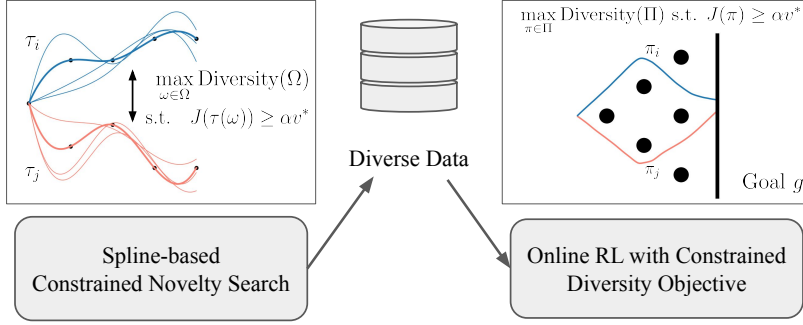 τ_i
max Diversity(Ω)
ω∈Ω
s.t. J(τ(ω)) ≥ αv*
τ_j
Spline-based
Constrained Novelty Search
Diverse Data
max Diversity(Π) s.t. J(π) ≥ αv*
π∈Π
π_i
π_j
Goal g
Online RL with Constrained
Diversity Objective